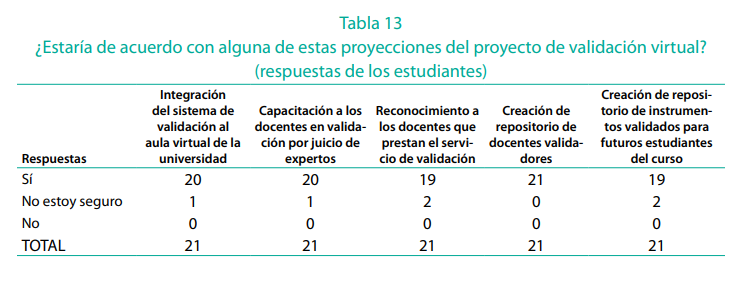 Tabla 13
¿Estaría de acuerdo con alguna de estas proyecciones del proyecto de validación virtual?
(respuestas de los estudiantes)
Respuestas
Integración
del sistema de
validación al
aula virtual de la
universidad
Capacitación a los
docentes en valida-
ción por juicio de
expertos
Reconocimiento a
los docentes que
prestan el servi-
cio de validación
Creación de
repositorio de
docentes valida-
dores
Creación de reposi-
torio de instrumen-
tos validados para
futuros estudiantes
del curso
Sí 20 20 19 21 19
No estoy seguro 1 1 2 0 2
No 0 0 0 0 0
TOTAL 21 21 21 21 21